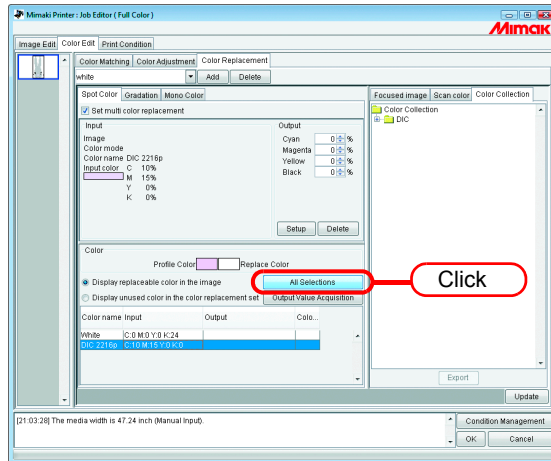 Mimaki Printer : Job Editor ( Full Color )
Mimaki
Image Edit Color Edit Print Condition
Color Matching Color Adjustment Color Replacement
white Add Delete
Spot Color Gradation Mono Color
Focused image Scan color Color Collection
Set multi color replacement
Color Collection
DIC
Input Output
Image
Color mode
Color name DIC 2216p
Input color C 10%
M 15%
Y 0%
K 0%
Cyan 0 %
Magenta 0 %
Yellow 0 %
Black 0 %
Setup Delete
Color
Profile Color Replace Color
Display replaceable color in the image All Selections
Click
Display unused color in the color replacement set Output Value Acquisition
Color name Input Output Colo...
White C:0 M:0 Y:0 K:24
DIC 2216p C:10 M:15 Y:0 K:0
Export
Update
[21:03:28] The media width is 47.24 inch (Manual Input).
Condition Management
OK Cancel